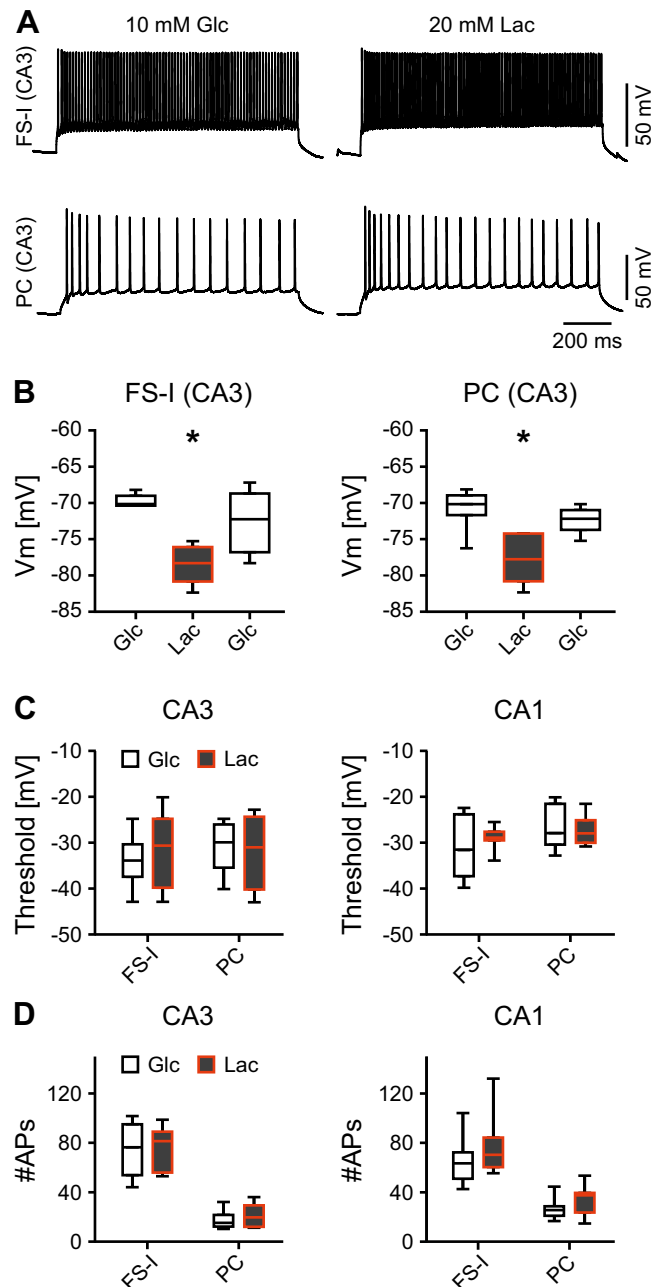 A
10 mM Glc
20 mM Lac
FS-I (CA3)
50 mV
PC (CA3)
50 mV
200 ms
B
FS-I (CA3)
PC (CA3)
*
*
Vm [mV]
-60
-65
-70
-75
-80
-85
Glc
Lac
Glc
Vm [mV]
-60
-65
-70
-75
-80
-85
Glc
Lac
Glc
C
CA3
CA1
Threshold [mV]
-10
-20
-30
-40
-50
Glc
Lac
FS-I
PC
Threshold [mV]
-10
-20
-30
-40
-50
FS-I
PC
D
CA3
CA1
#APs
120
80
40
0
Glc
Lac
FS-I
PC
#APs
120
80
40
0
FS-I
PC